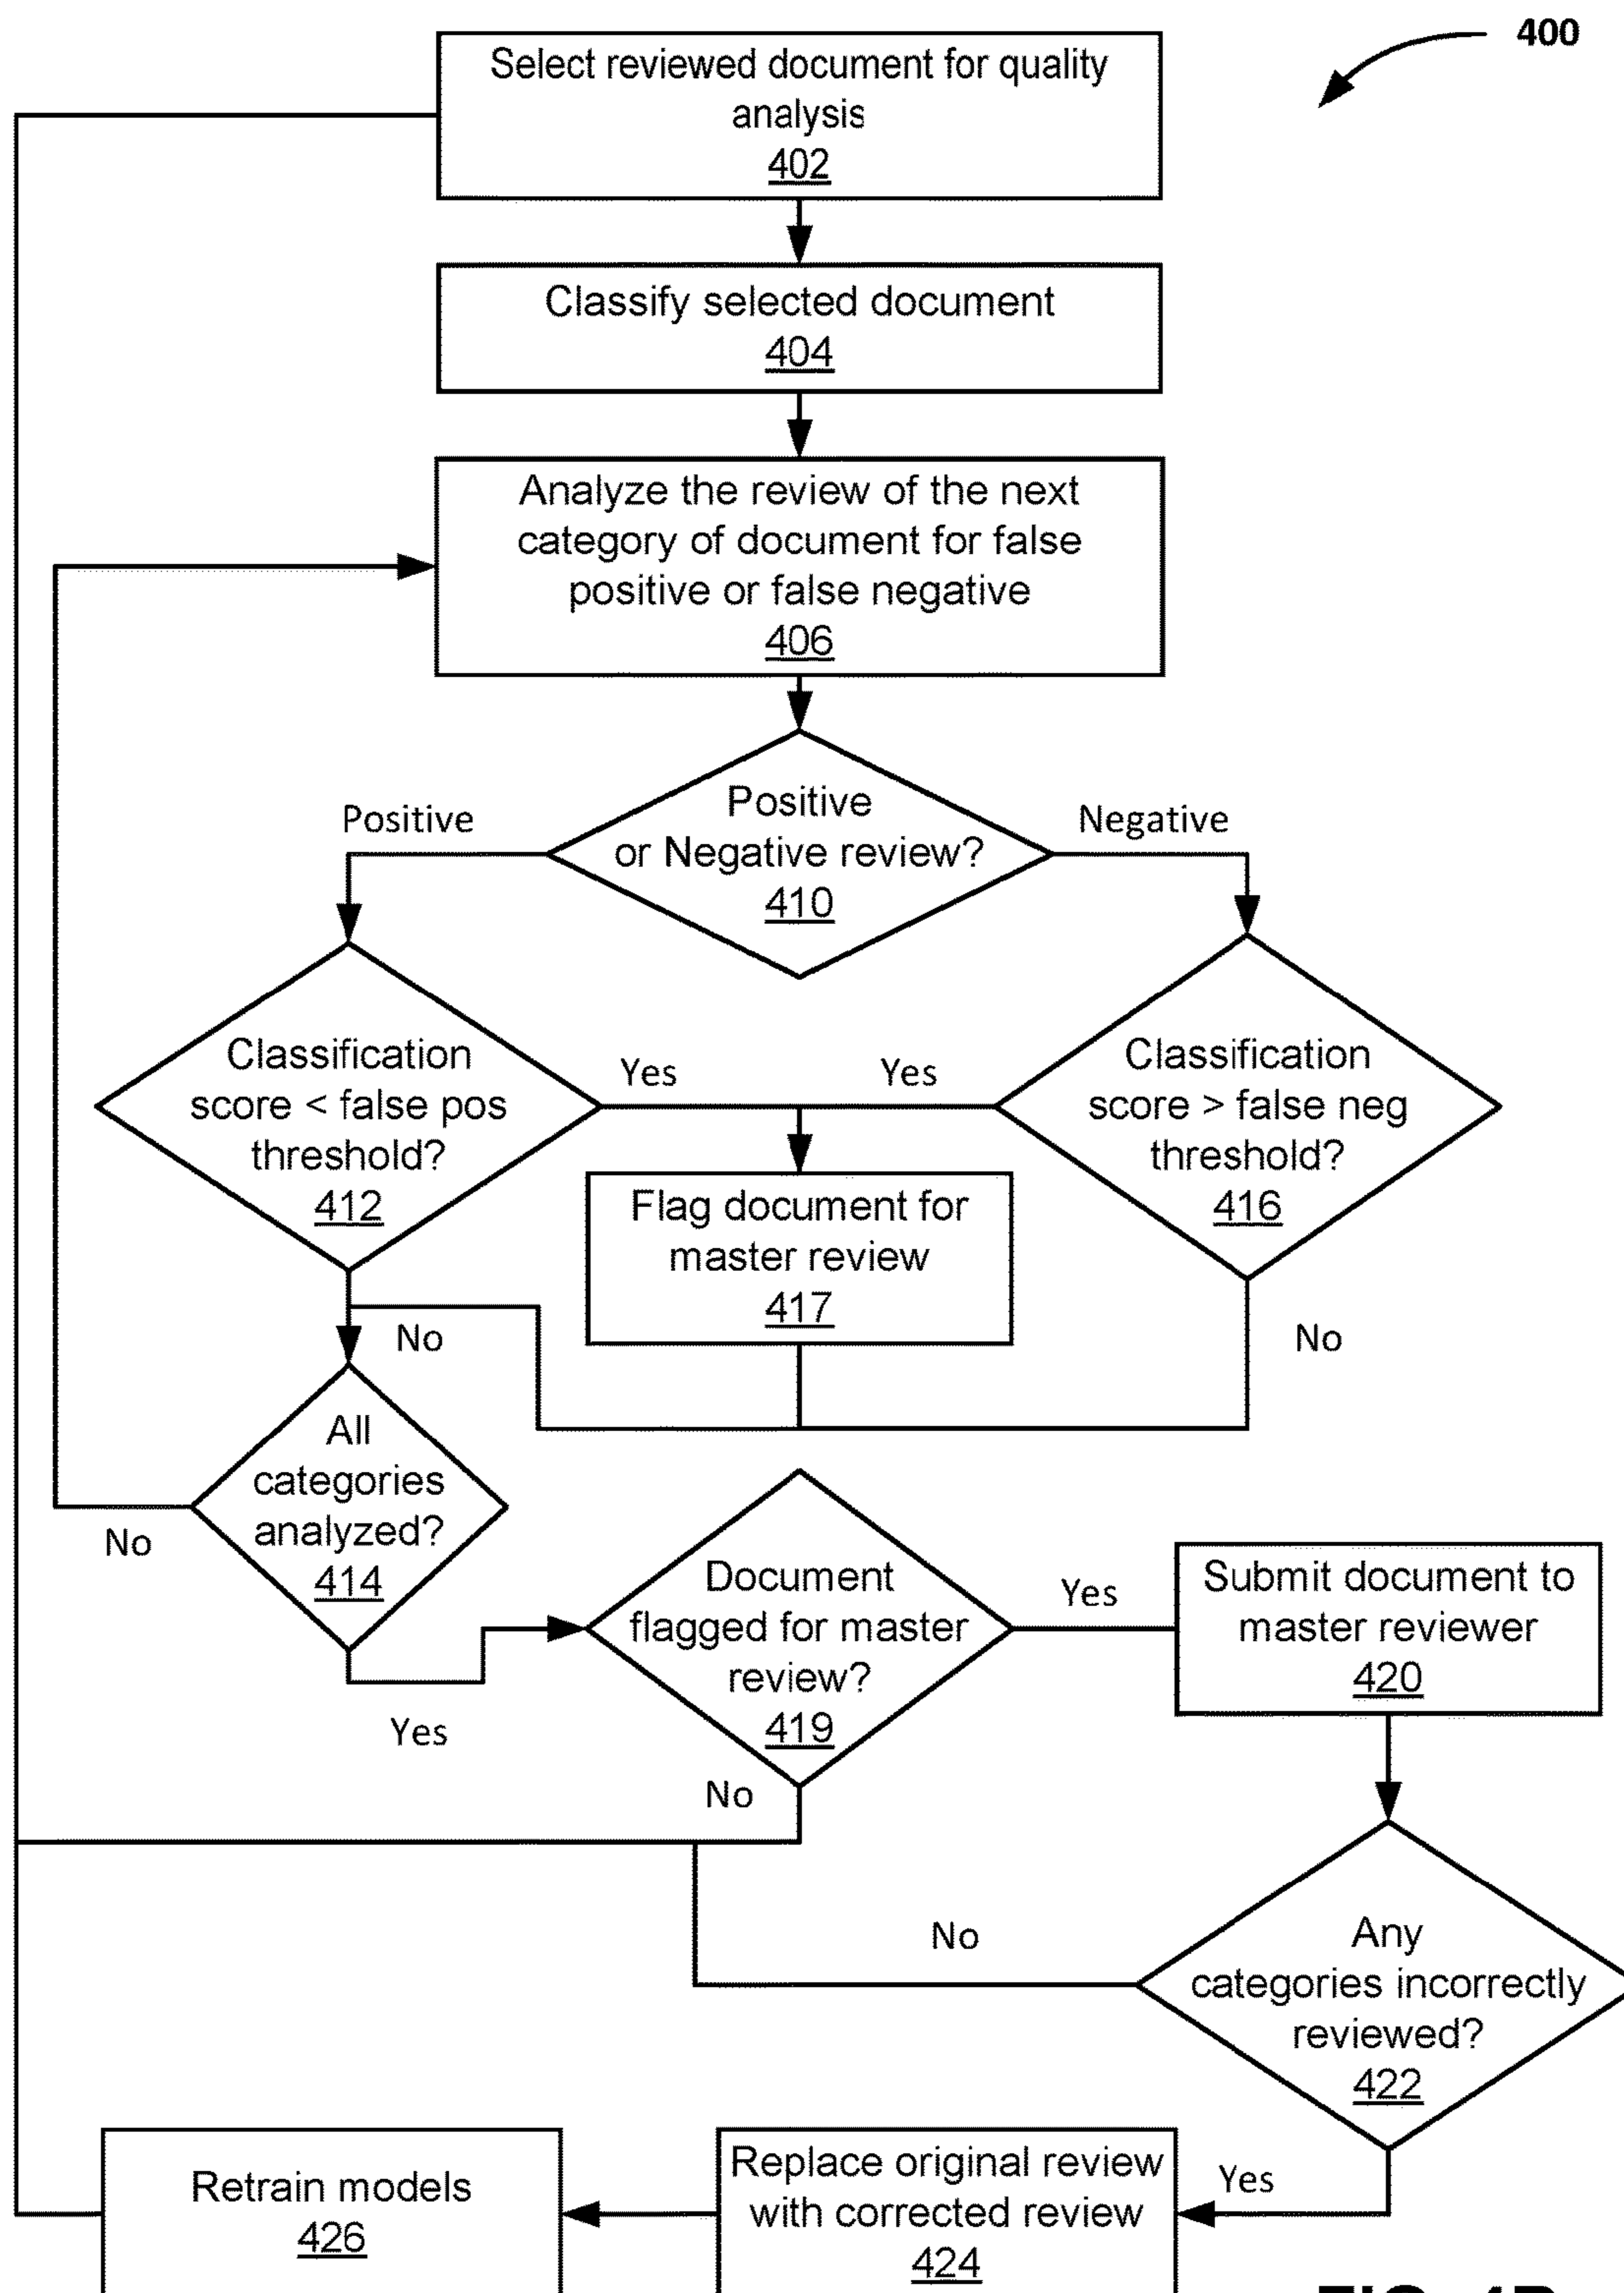 400
Select reviewed document for quality
analysis
402
Classify selected document
404
Analyze the review of the next
category of document for false
positive or false negative
406
Positive
or Negative review?
410
Positive
Negative
Classification
score < false pos
threshold?
412
Yes
Yes
Classification
score > false neg
threshold?
416
Flag document for
master review
417
No
No
All
categories
analyzed?
414
No
Yes
Document
flagged for master
review?
419
Yes
No
Submit document to
master reviewer
420
Any
categories incorrectly
reviewed?
422
No
Yes
Replace original review
with corrected review
424
Retrain models
426